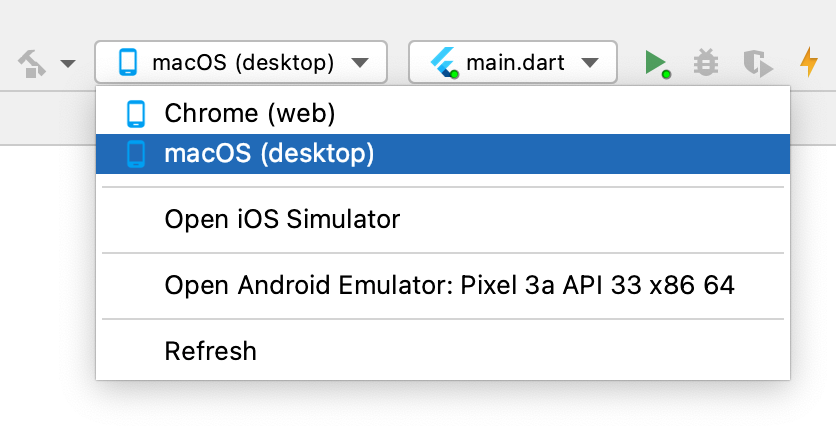 macOS (desktop)
main.dart
Chrome (web)
macOS (desktop)
Open iOS Simulator
Open Android Emulator: Pixel 3a API 33 x86 64
Refresh